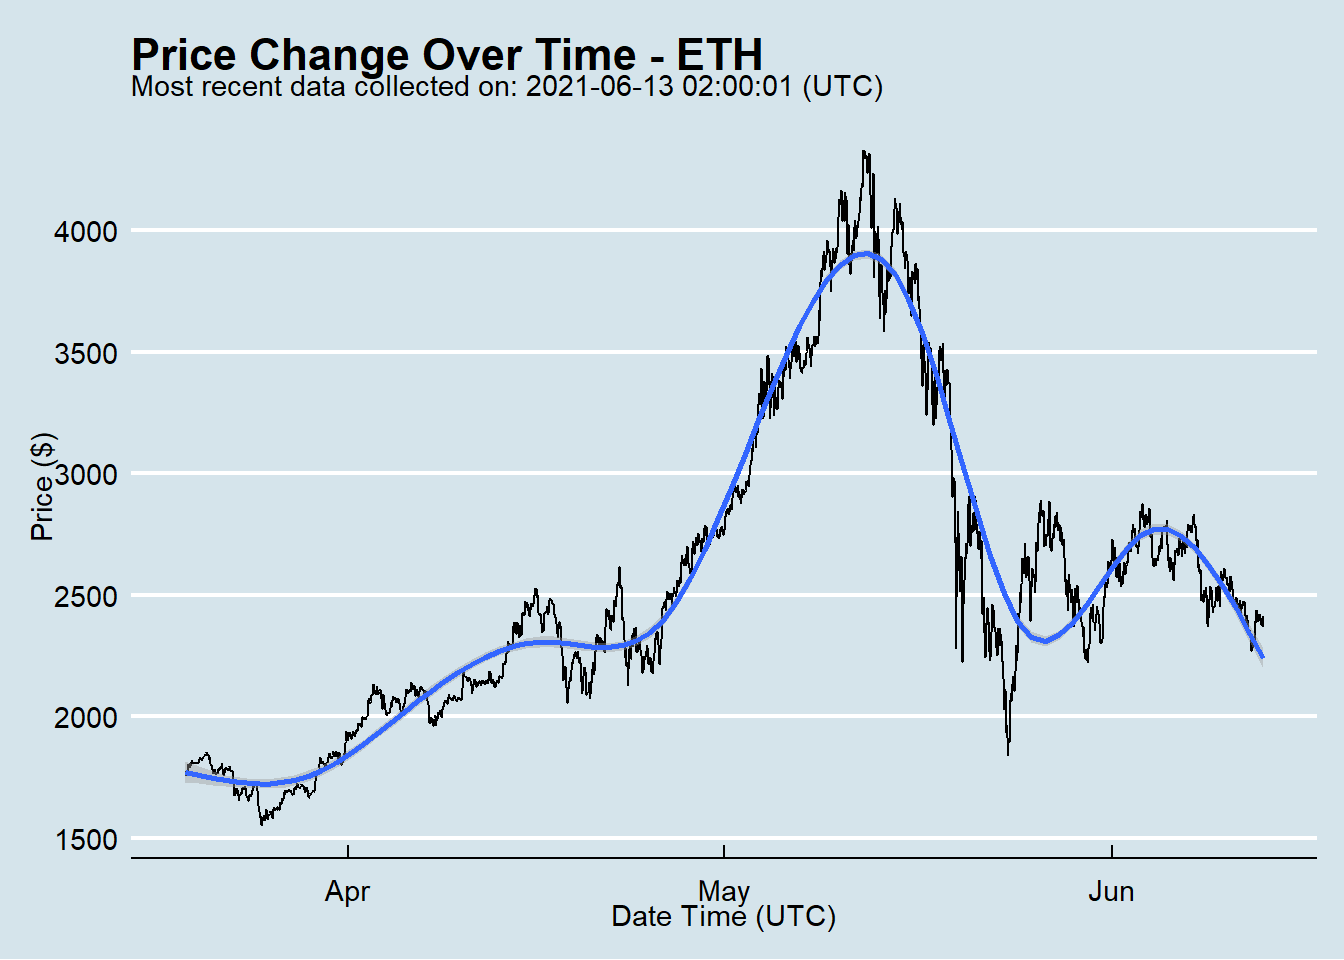 Price Change Over Time - ETH
Most recent data collected on: 2021-06-13 02:00:01 (UTC)
Price ($)
4000
3500
3000
2500
2000
1500
Apr
May
Jun
Date Time (UTC)